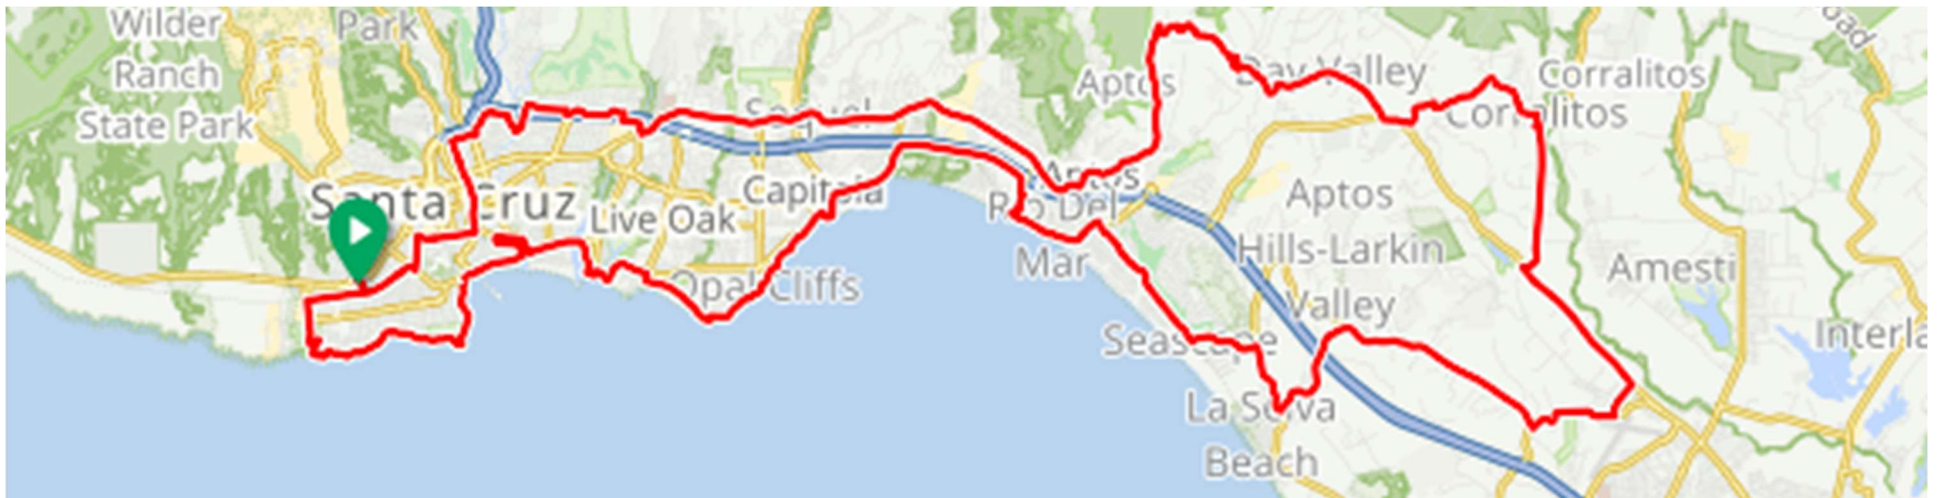 Wilder
Ranch
State Park
Park
Santa Cruz
Live Oak
Soquel
Capitola
Opal Cliffs
Aptos
Aptos
Rio Del
Mar
Day Valley
Corralitos
Corralitos
Aptos
Hills-Larkin
Valley
Seascape
La Selva
Beach
Amesti